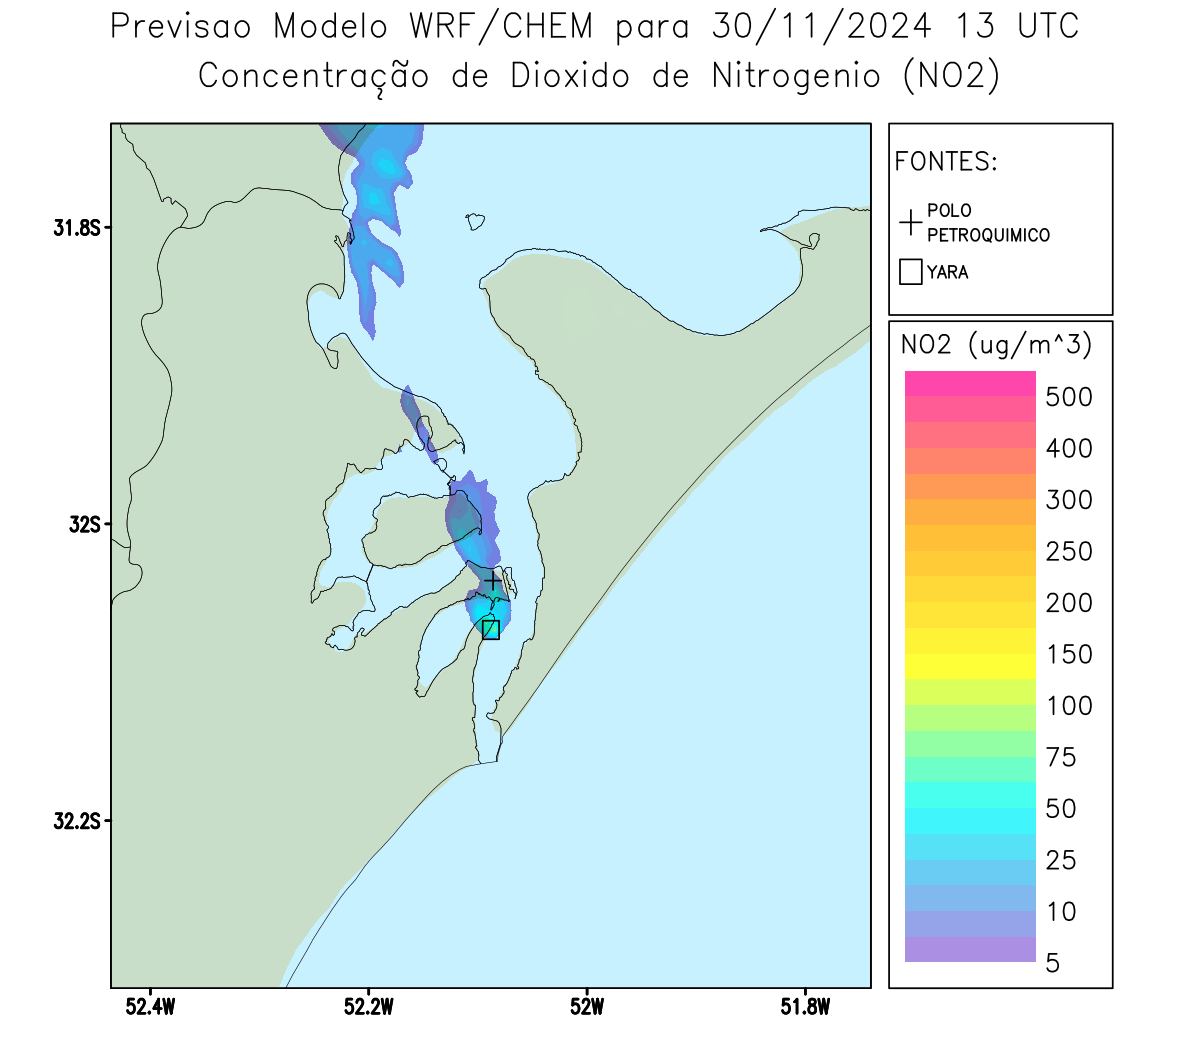 Previsao Modelo WRF/CHEM para 30/11/2024 13 UTC
Concentração de Dioxido de Nitrogenio (NO2)
FONTES:
POLO
PETROQUIMICO
YARA
31.8S
32S
32.2S
52.4W
52.2W
52W
51.8W
NO2 (ug/m^3)
500
400
300
250
200
150
100
75
50
25
10
5